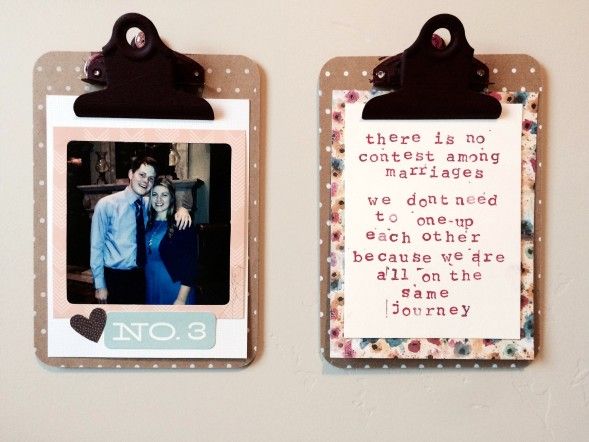 NO. 3
there is no
contest among
marriages
we dont need
to one-up
each other
because we are
all on the
same
journey